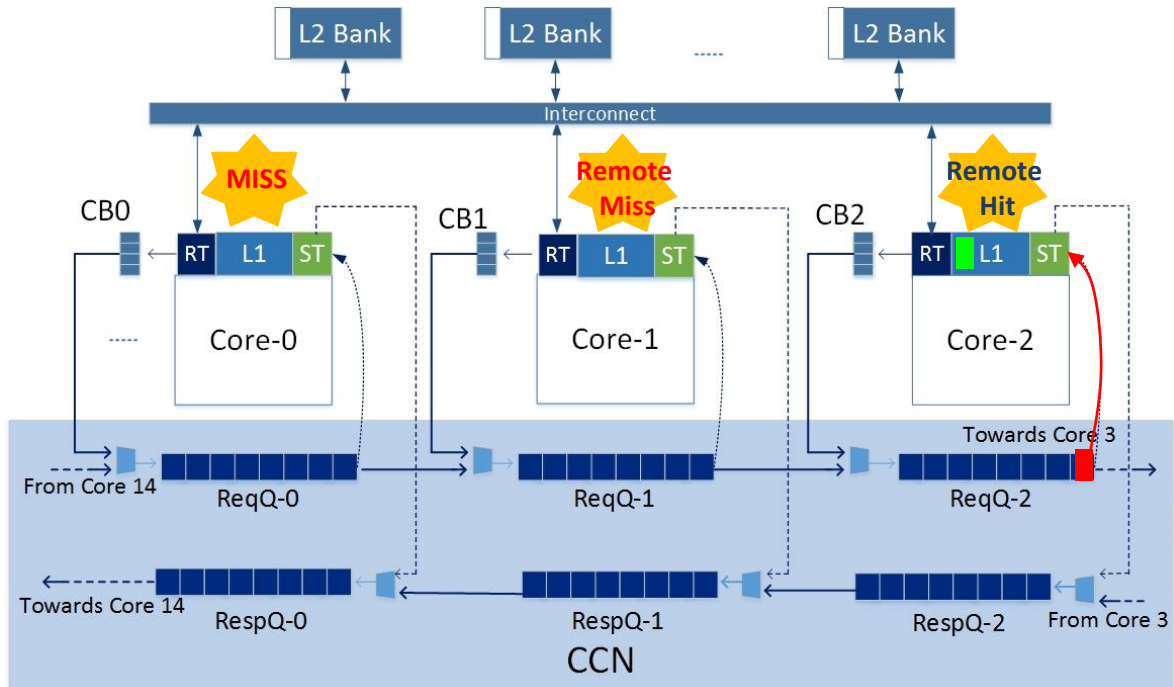 L2 Bank
L2 Bank
.....
L2 Bank
Interconnect
MISS
Remote
Miss
Remote
Hit
CB0
CB1
CB2
RT
L1
ST
RT
L1
ST
RT
L1
ST
.....
Core-0
Core-1
Core-2
Towards Core 3
From Core 14
ReqQ-0
ReqQ-1
ReqQ-2
Towards Core 14
RespQ-0
RespQ-1
RespQ-2
From Core 3
CCN